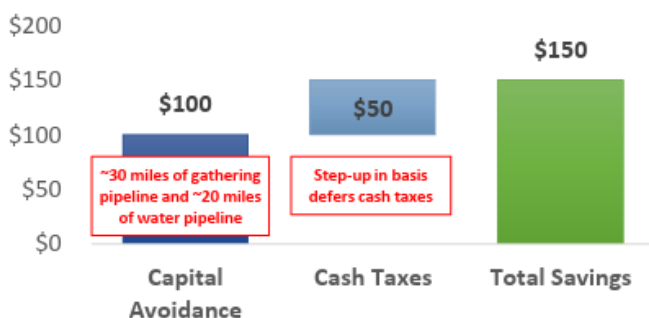 $200
$150
$150
$100
$50
$100
~30 miles of gathering
pipeline and ~20 miles
of water pipeline
Step-up in basis
defers cash taxes
$50
$0
Capital
Avoidance
Cash Taxes
Total Savings